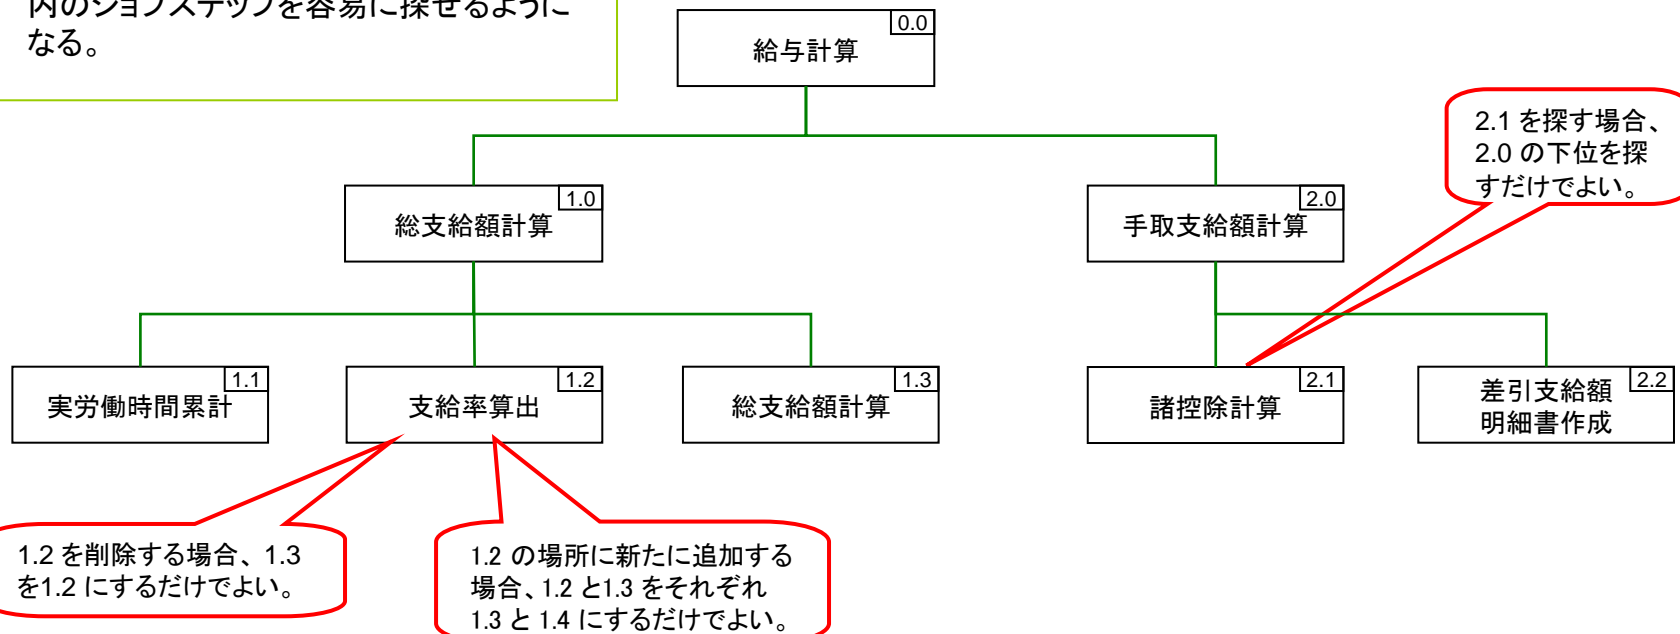 内のジョブステップを容易に探せるように
なる。
0.0
給与計算
2.1 を探す場合、
2.0 の下位を探
すだけでよい。
1.0
総支給額計算
2.0
手取支給額計算
1.1
実労働時間累計
1.2
支給率算出
1.3
総支給額計算
2.1
諸控除計算
2.2
差引支給額
明細書作成
1.2 を削除する場合、1.3
を1.2 にするだけでよい。
1.2 の場所に新たに追加する
場合、1.2 と1.3 をそれぞれ
1.3 と 1.4 にするだけでよい。